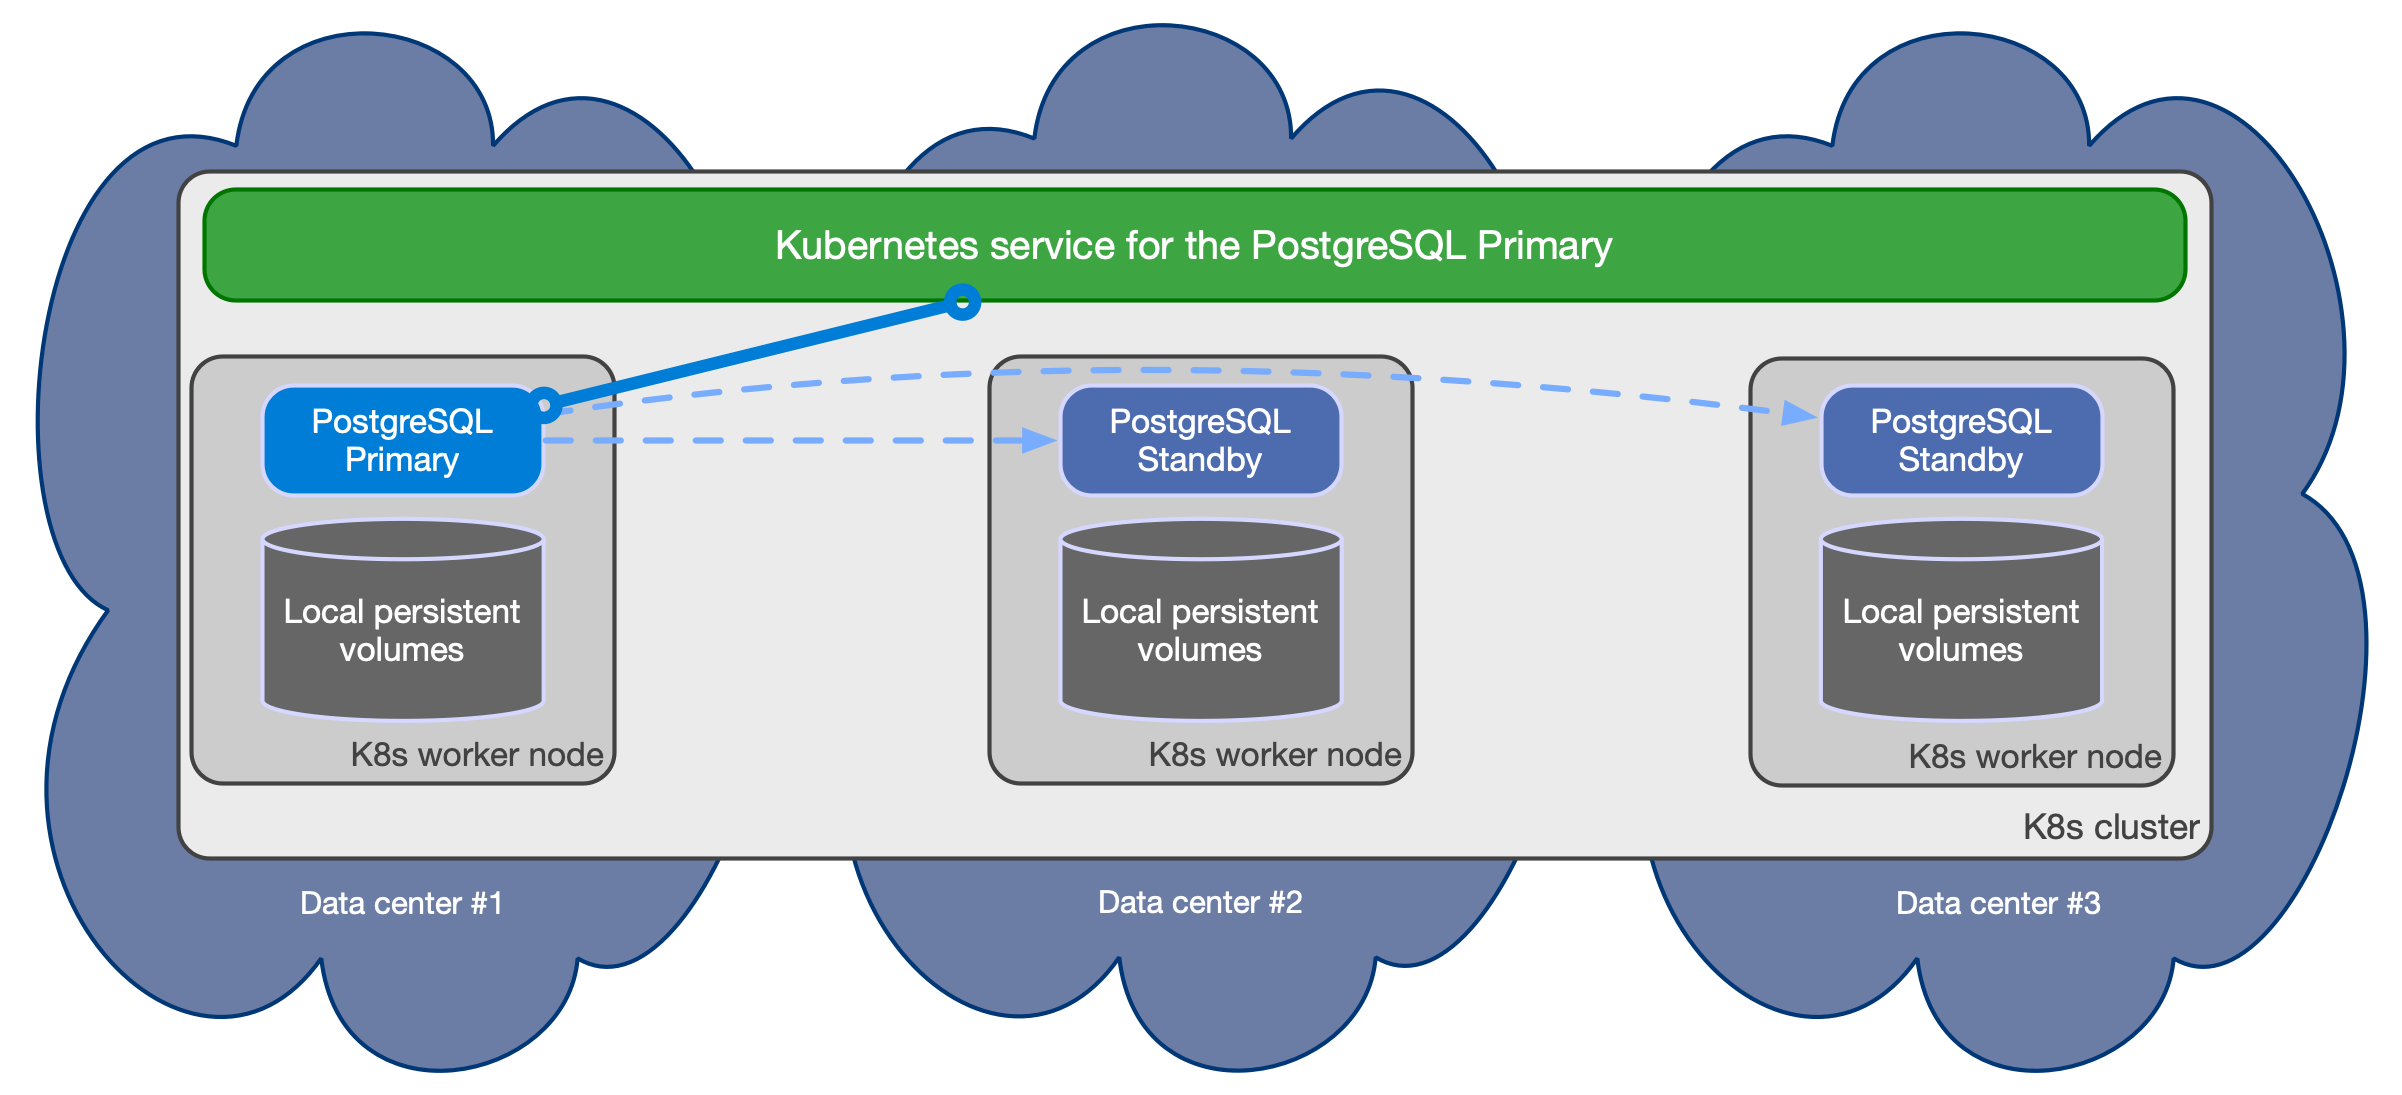 Kubernetes service for the PostgreSQL Primary
PostgreSQL
Primary
Local persistent
volumes
K8s worker node
PostgreSQL
Standby
Local persistent
volumes
K8s worker node
PostgreSQL
Standby
Local persistent
volumes
K8s worker node
K8s cluster
Data center #1
Data center #2
Data center #3